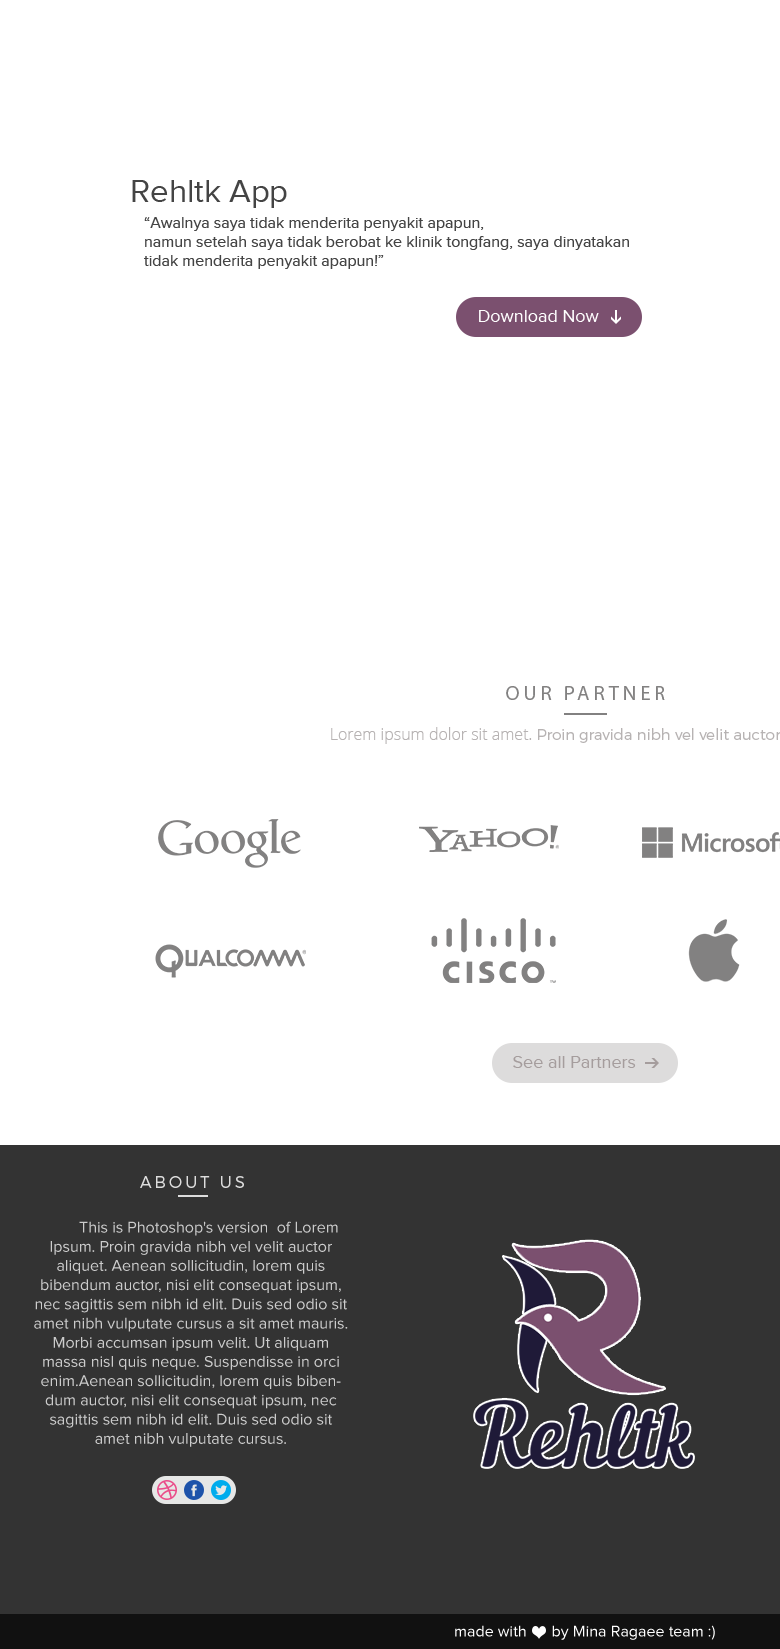 Rehltk App
“Awalnya saya tidak menderita penyakit apapun,
namun setelah saya tidak berobat ke klinik tongfang, saya dinyatakan
tidak menderita penyakit apapun!”
Download Now
OUR PARTNER
Lorem ipsum dolor sit amet. Proin gravida nibh vel velit auctor
Google
YAHOO!
Microsof
QUALCOMM
CISCO
See all Partners
ABOUT US
This is Photoshop's version of Lorem
Ipsum. Proin gravida nibh vel velit auctor
aliquet. Aenean sollicitudin, lorem quis
bibendum auctor, nisi elit consequat ipsum,
nec sagittis sem nibh id elit. Duis sed odio sit
amet nibh vulputate cursus a sit amet mauris.
Morbi accumsan ipsum velit. Ut aliquam
massa nisl quis neque. Suspendisse in orci
enim.Aenean sollicitudin, lorem quis biben-
dum auctor, nisi elit consequat ipsum, nec
sagittis sem nibh id elit. Duis sed odio sit
amet nibh vulputate cursus.
Rehltk
made with ♥ by Mina Ragaee team :)